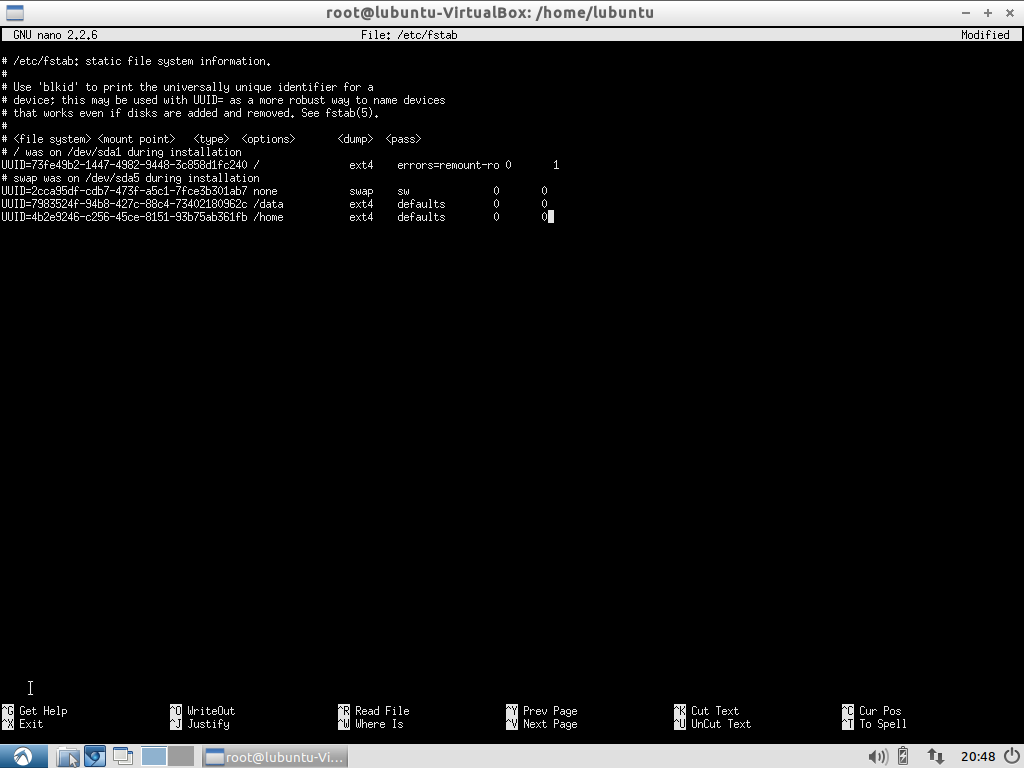 root@lubuntu-VirtualBox: /home/lubuntu
GNU nano 2.2.6 File: /etc/fstab Modified
# /etc/fstab: static file system information.
#
# Use 'blkid' to print the universally unique identifier for a
# device; this may be used with UUID= as a more robust way to name devices
# that works even if disks are added and removed. See fstab(5).
#
# <file system> <mount point> <type> <options> <dump> <pass>
# / was on /dev/sda1 during installation
UUID=73fe49b2-1447-4982-9448-3c858d1fc240 / ext4 errors=remount-ro 0 1
# swap was on /dev/sda5 during installation
UUID=2cca95df-cdb7-473f-a5c1-7fce3b301ab7 none swap sw 0 0
UUID=7983524f-94b8-427c-88c4-73402180962c /data ext4 defaults 0 0
UUID=4b2e9246-c256-45ce-8151-93b75ab361fb /home ext4 defaults 0 0
^G Get Help ^O WriteOut ^R Read File ^Y Prev Page ^K Cut Text ^C Cur Pos
^X Exit ^J Justify ^W Where Is ^V Next Page ^U UnCut Text ^T To Spell
root@lubuntu-Vi... 20:48